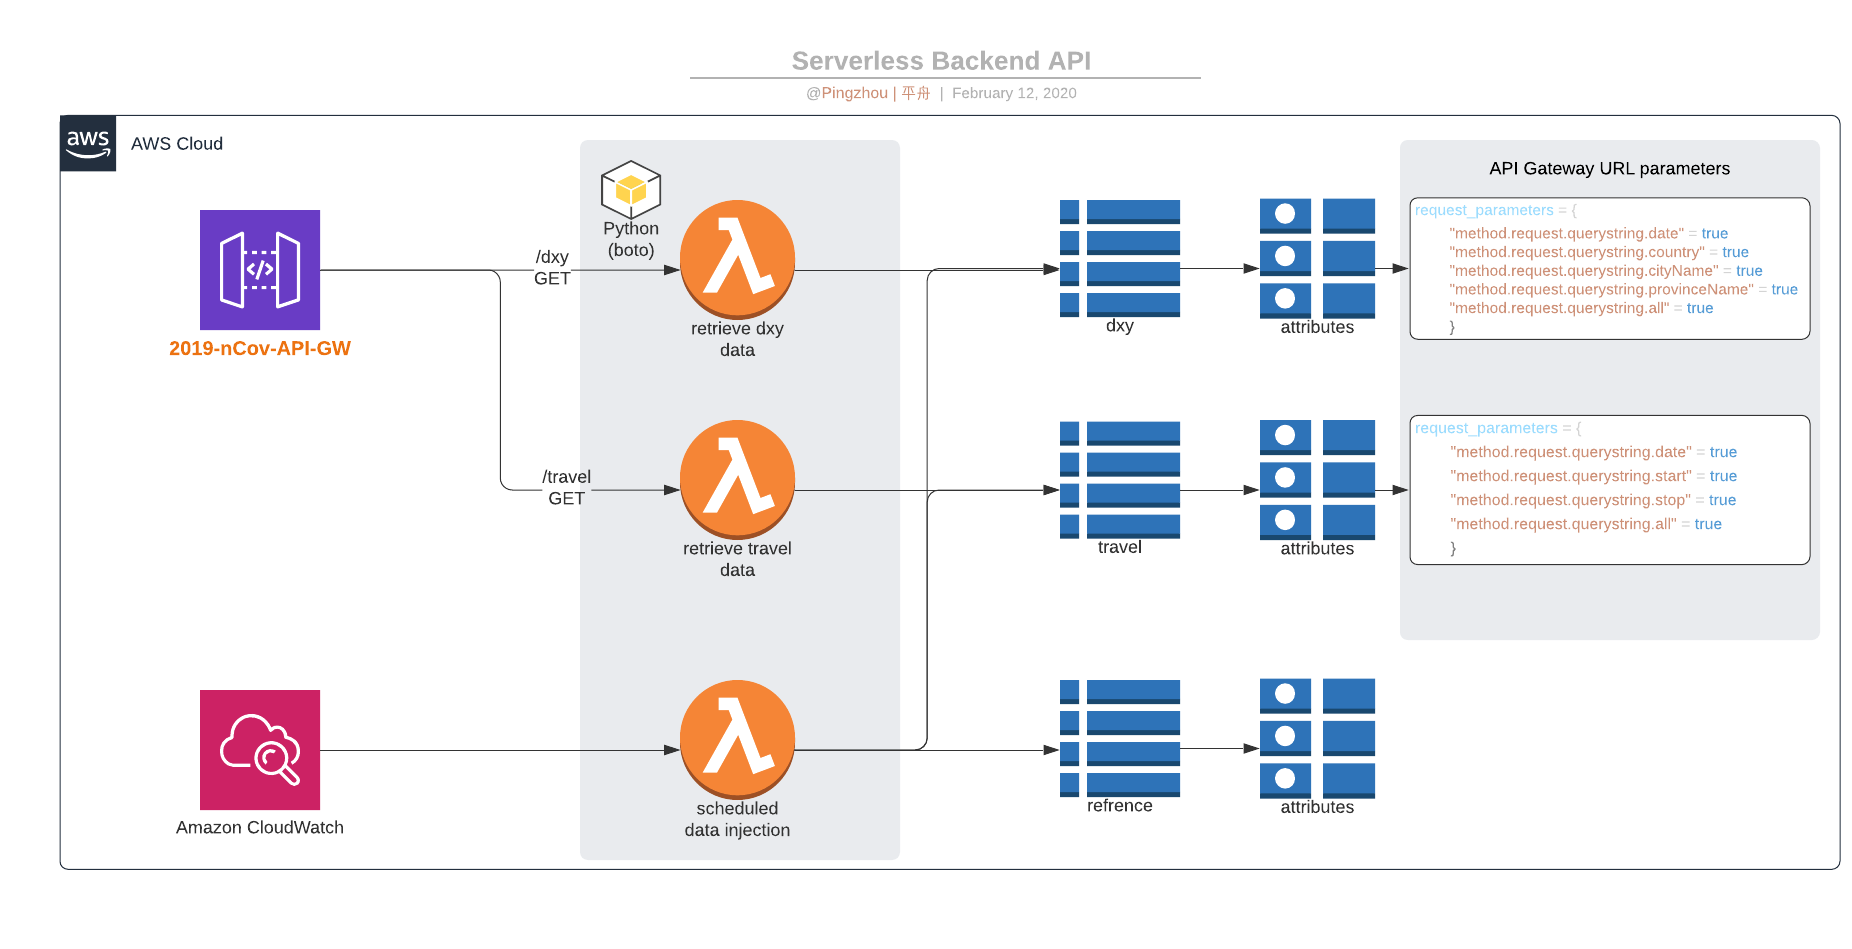 Serverless Backend API
@Pingzhou | 平舟 | February 12, 2020
aws
AWS Cloud
2019-nCov-API-GW
/dxy
GET
Python
(boto)
retrieve dxy
data
dxy
attributes
API Gateway URL parameters
request_parameters = {
"method.request.querystring.date" = true
"method.request.querystring.country" = true
"method.request.querystring.cityName" = true
"method.request.querystring.provinceName" = true
"method.request.querystring.all" = true
}
/travel
GET
retrieve travel
data
travel
attributes
request_parameters = {
"method.request.querystring.date" = true
"method.request.querystring.start" = true
"method.request.querystring.stop" = true
"method.request.querystring.all" = true
}
Amazon CloudWatch
scheduled
data injection
refrence
attributes